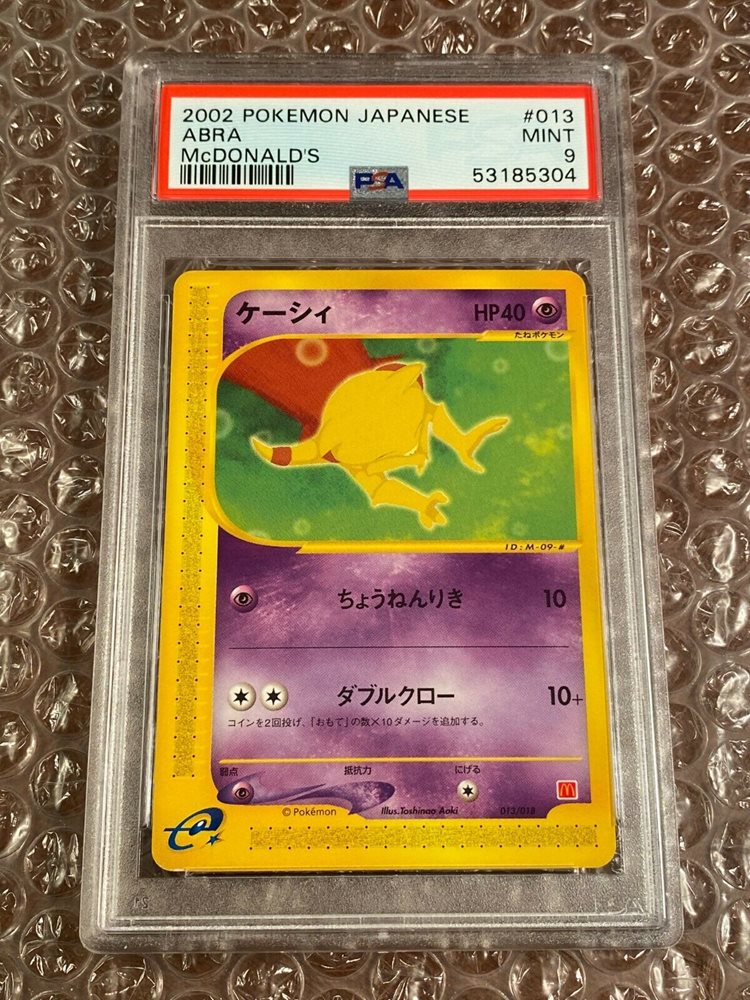 2002 POKEMON JAPANESE #013
ABRA MINT
McDONALD'S 9
PSA 53185304
ケーシィ HP40
たねポケモン
ID:M-09-#
ちょうねんりき 10
ダブルクロー 10+
コインを2回投げ、「おもて」の数×10ダメージを追加する。
弱点 抵抗力 にげる
© Pokémon Illus.Toshinao Aoki 013/018